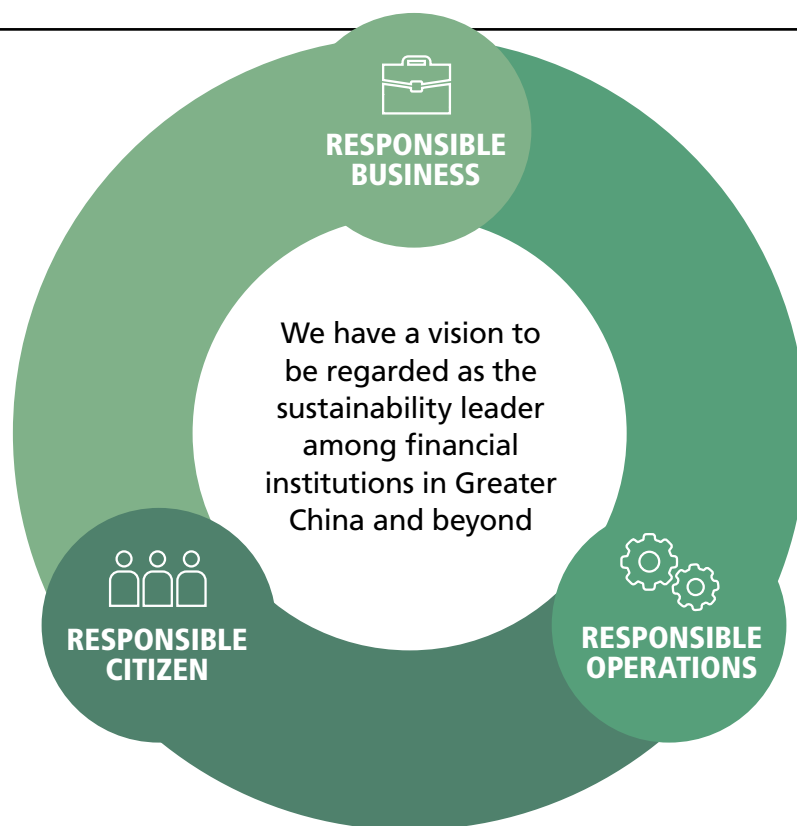 RESPONSIBLE
BUSINESS
We have a vision to
be regarded as the
sustainability leader
among financial
institutions in Greater
China and beyond
RESPONSIBLE
CITIZEN
RESPONSIBLE
OPERATIONS